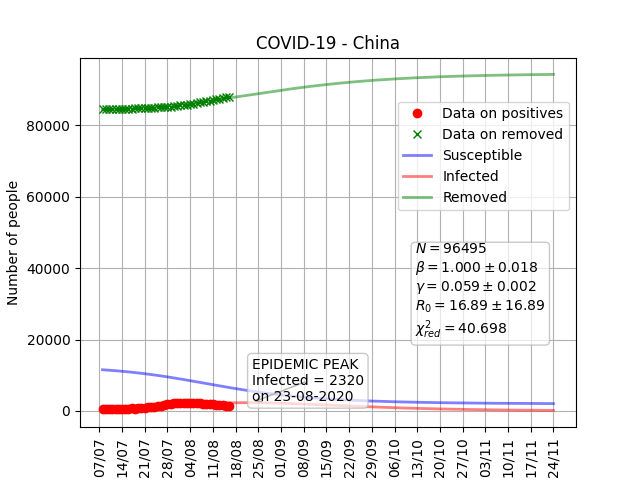 COVID-19 - China
Number of people
80000
60000
40000
20000
0
Data on positives
Data on removed
Susceptible
Infected
Removed
N = 96495
β = 1.000 ± 0.018
γ = 0.059 ± 0.002
R₀ = 16.89 ± 16.89
χ²_red = 40.698
EPIDEMIC PEAK
Infected = 2320
on 23-08-2020
07/07
14/07
21/07
28/07
04/08
11/08
18/08
25/08
01/09
08/09
15/09
22/09
29/09
06/10
13/10
20/10
27/10
03/11
10/11
17/11
24/11